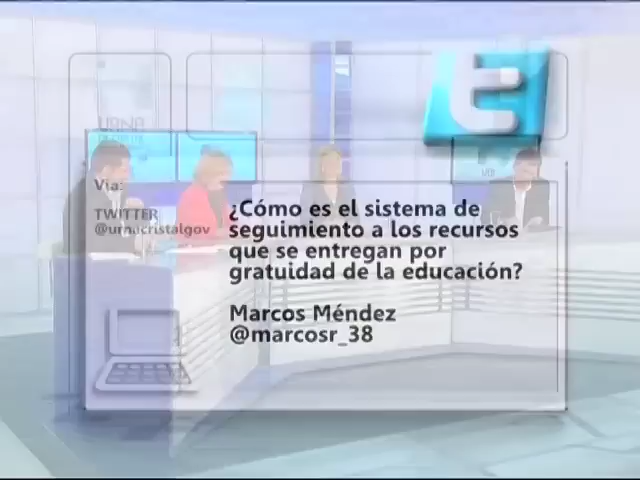 URNA
Vía:
TWITTER
@urnacristalgov
¿Cómo es el sistema de
seguimiento a los recursos
que se entregan por
gratuidad de la educación?
Marcos Méndez
@marcosr_38